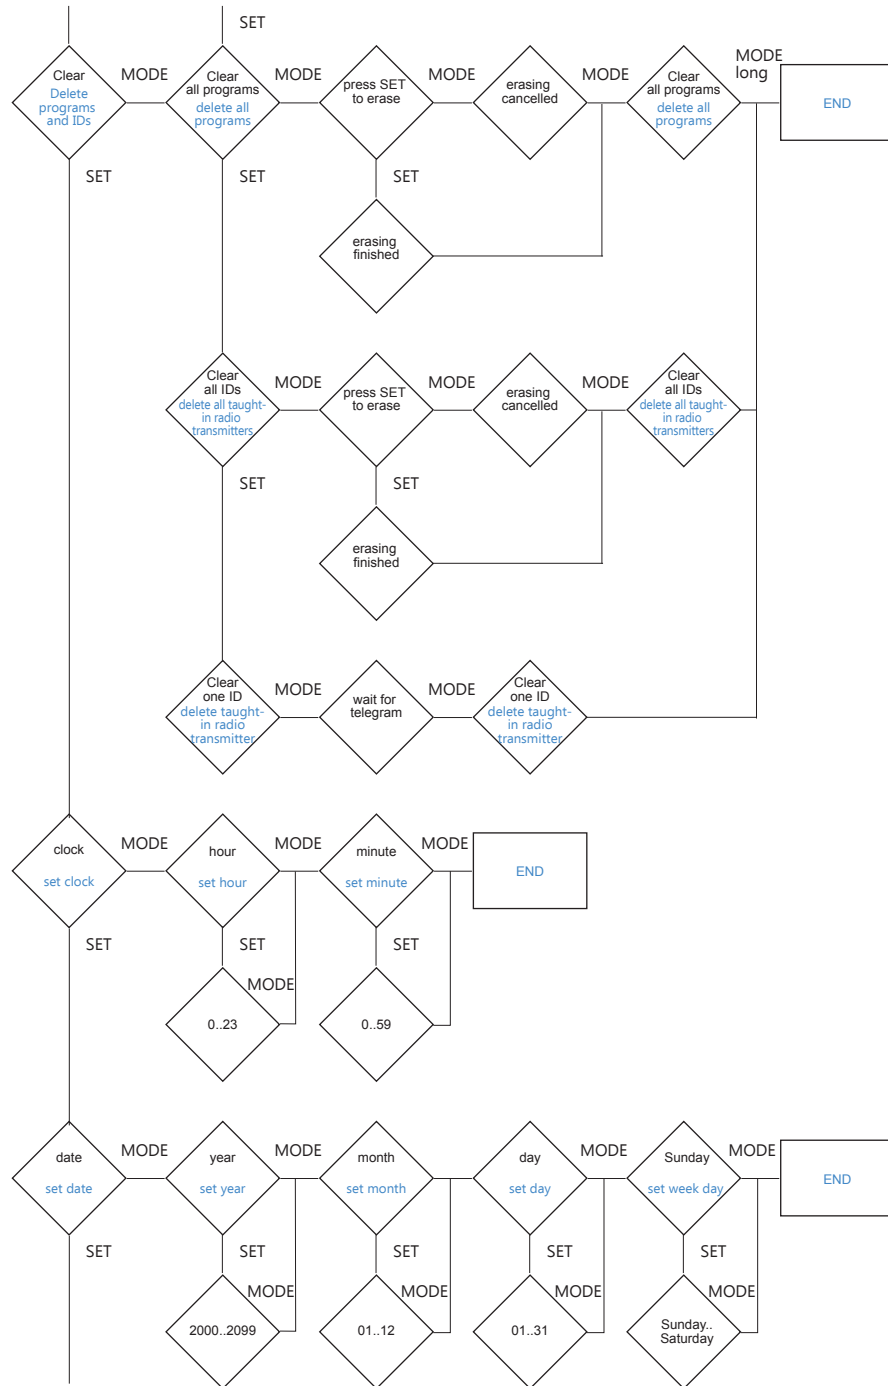 SET
SET
Clear
Delete
programs
and IDs
MODE
Clear
all programs
delete all
programs
MODE
press SET
to erase
MODE
erasing
cancelled
MODE
Clear
all programs
delete all
programs
MODE
long
END
SET
SET
SET
erasing
finished
Clear
all IDs
delete all taught-
in radio
transmitters
MODE
press SET
to erase
MODE
erasing
cancelled
MODE
Clear
all IDs
delete all taught-
in radio
transmitters
SET
SET
erasing
finished
Clear
one ID
delete taught-
in radio
transmitter
MODE
wait for
telegram
MODE
Clear
one ID
delete taught-
in radio
transmitter
clock
set clock
MODE
hour
set hour
MODE
minute
set minute
MODE
END
SET
SET
SET
MODE
0..23
0..59
date
set date
MODE
year
set year
MODE
month
set month
MODE
day
set day
MODE
Sunday
set week day
MODE
END
SET
SET
SET
SET
SET
MODE
MODE
MODE
MODE
2000..2099
01..12
01..31
Sunday..
Saturday